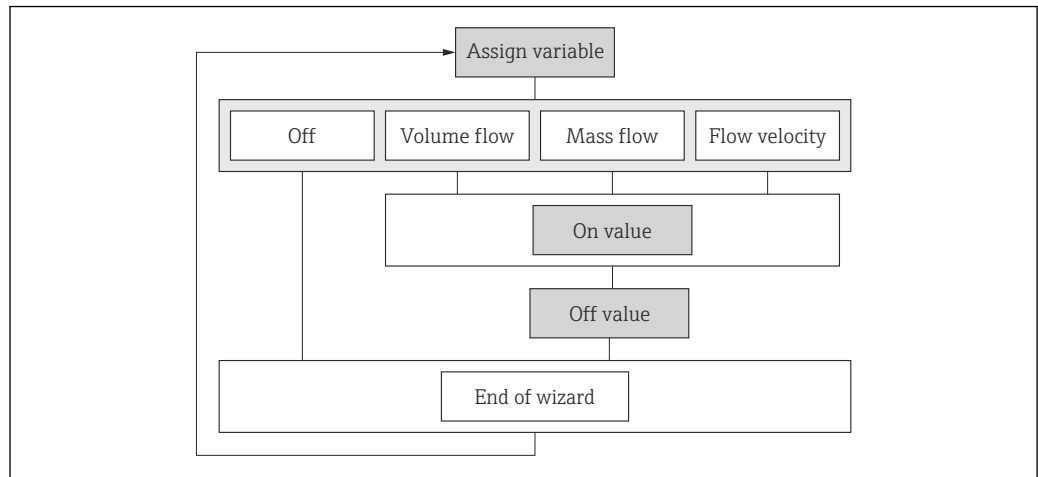 Assign variable
Off
Volume flow
Mass flow
Flow velocity
On value
Off value
End of wizard